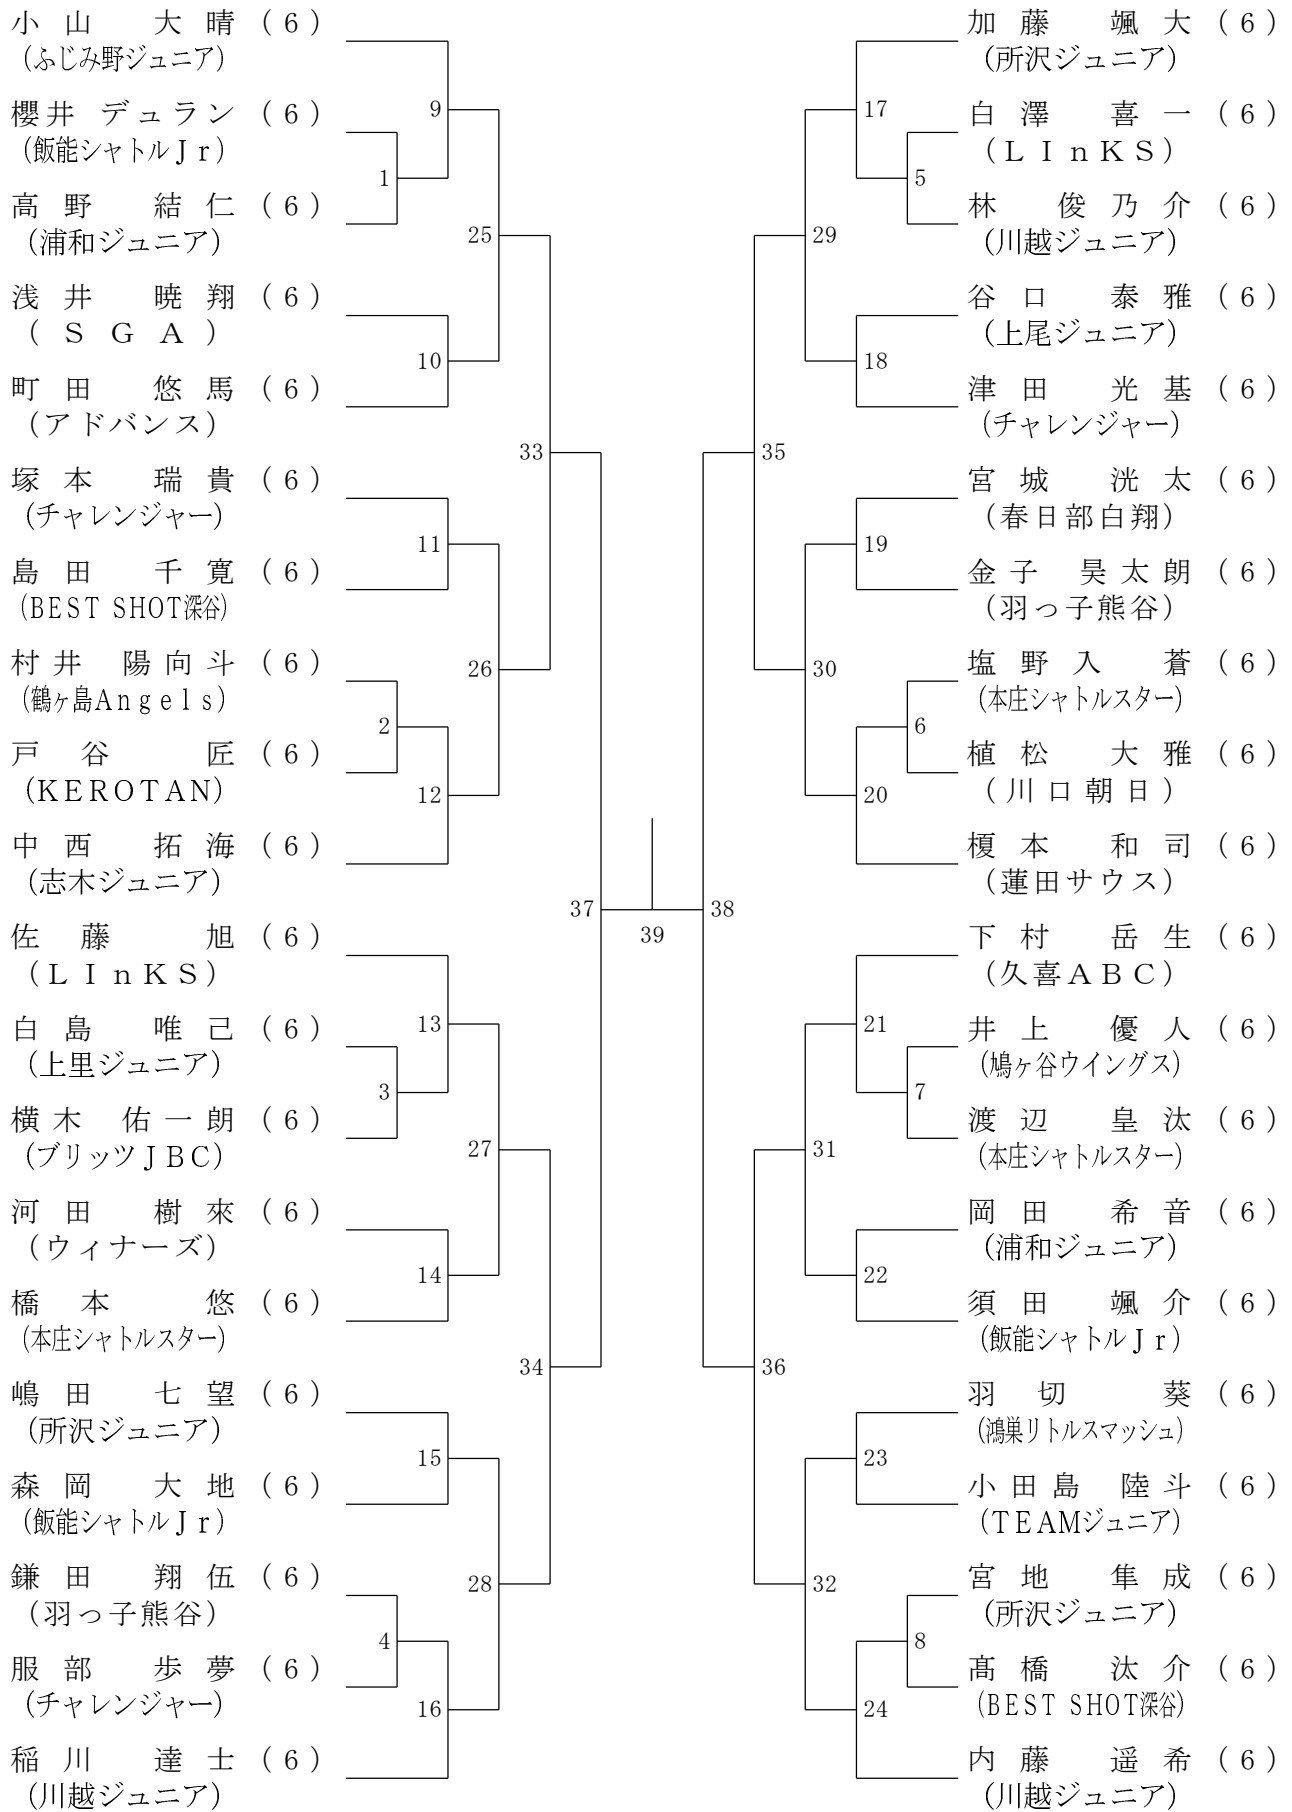 小山 大晴 (6)
(ふじみ野ジュニア)
櫻井 デュラン (6)
(飯能シャトルJr)
高野 結仁 (6)
(浦和ジュニア)
浅井 暁翔 (6)
(SGA)
町田 悠馬 (6)
(アドバンス)
塚本 瑞貴 (6)
(チャレンジャー)
島田 千寛 (6)
(BEST SHOT深谷)
村井 陽向斗 (6)
(鶴ヶ島Angels)
戸谷 匠 (6)
(KEROTAN)
中西 拓海 (6)
(志木ジュニア)
佐藤 旭 (6)
(LInKS)
白島 唯己 (6)
(上里ジュニア)
横木 佑一朗 (6)
(ブリッツJBC)
河田 樹來 (6)
(ウィナーズ)
橋本 悠 (6)
(本庄シャトルスター)
嶋田 七望 (6)
(所沢ジュニア)
森岡 大地 (6)
(飯能シャトルJr)
鎌田 翔伍 (6)
(羽っ子熊谷)
服部 歩夢 (6)
(チャレンジャー)
稲川 達士 (6)
(川越ジュニア)
1
2
3
4
9
10
11
12
13
14
15
16
25
26
27
28
33
34
37
39
38
35
36
29
30
31
32
17
18
19
20
21
22
23
24
5
6
7
8
加藤 颯大 (6)
(所沢ジュニア)
白澤 喜一 (6)
(LInKS)
林 俊乃介 (6)
(川越ジュニア)
谷口 泰雅 (6)
(上尾ジュニア)
津田 光基 (6)
(チャレンジャー)
宮城 洸太 (6)
(春日部白翔)
金子 昊太朗 (6)
(羽っ子熊谷)
塩野入 蒼 (6)
(本庄シャトルスター)
植松 大雅 (6)
(川口朝日)
榎本 和司 (6)
(蓮田サウス)
下村 岳生 (6)
(久喜ABC)
井上 優人 (6)
(鳩ヶ谷ウイングス)
渡辺 皇汰 (6)
(本庄シャトルスター)
岡田 希音 (6)
(浦和ジュニア)
須田 颯介 (6)
(飯能シャトルJr)
羽切 葵 (6)
(鴻巣リトルスマッシュ)
小田島 陸斗 (6)
(TEAMジュニア)
宮地 隼成 (6)
(所沢ジュニア)
髙橋 汰介 (6)
(BEST SHOT深谷)
内藤 遥希 (6)
(川越ジュニア)